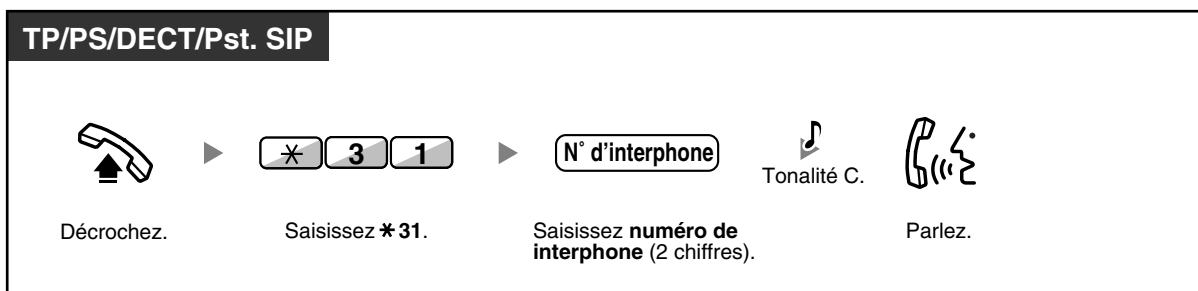 TP/PS/DECT/Pst. SIP
✳ 3 1
N° d'interphone
Tonalité C.
Décrochez.
Saisissez ✳ 31.
Saisissez numéro de
interphone (2 chiffres).
Parlez.